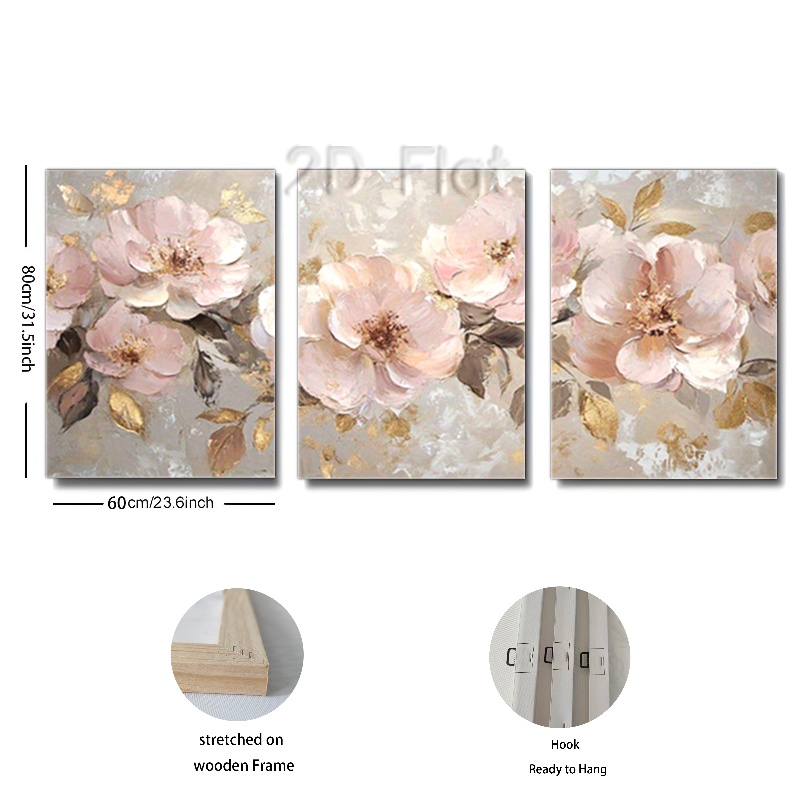 2D Flat
80cm/31.5inch
60cm/23.6inch
stretched on
wooden Frame
Hook
Ready to Hang